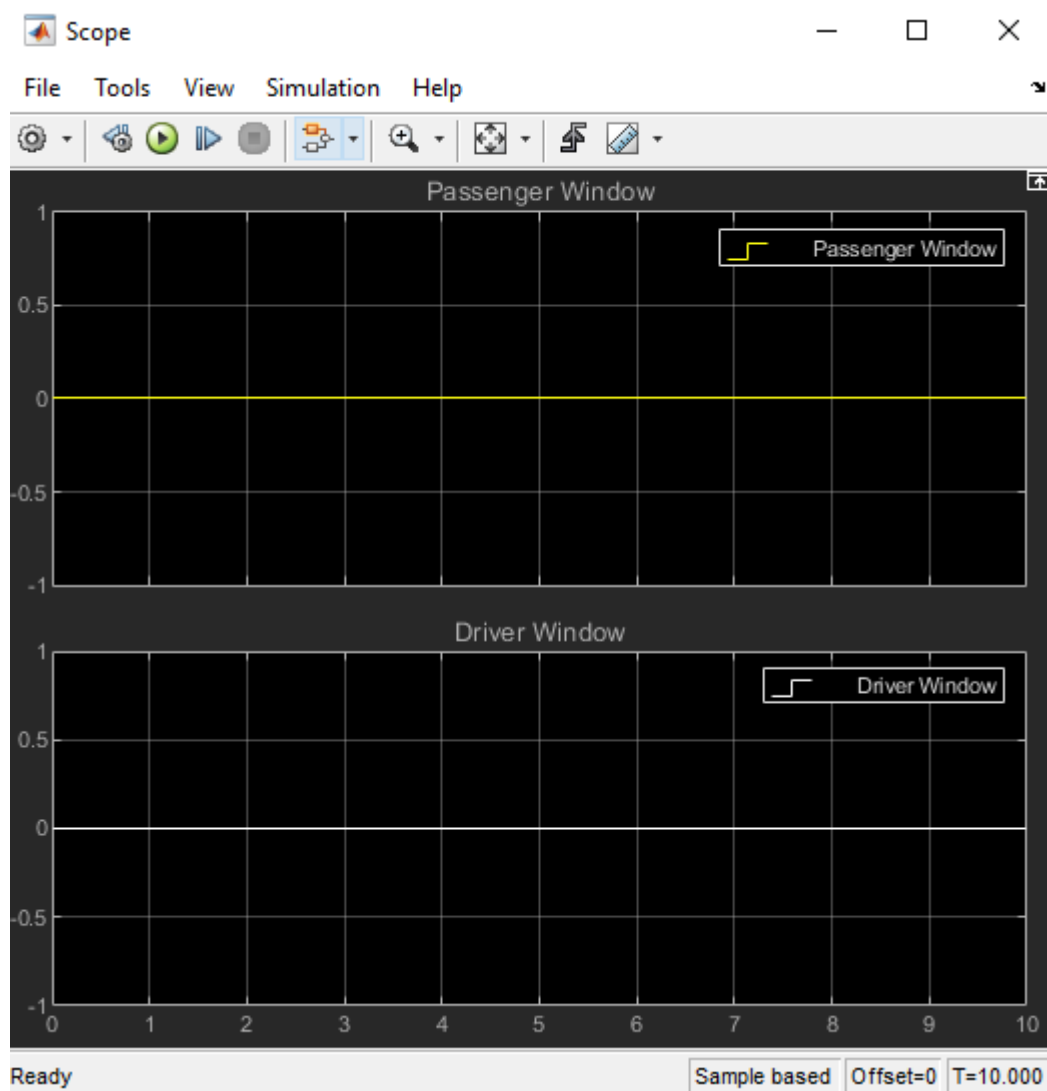 Scope
File Tools View Simulation Help
Passenger Window
1
Passenger Window
0.5
0
-0.5
-1
Driver Window
1
Driver Window
0.5
0
-0.5
-1
0 1 2 3 4 5 6 7 8 9 10
Ready Sample based Offset=0 T=10.000